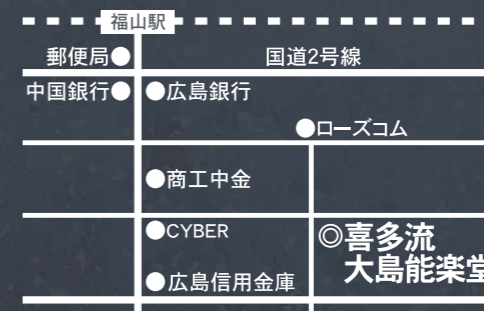 福山駅
郵便局●
国道2号線
中国銀行●
●広島銀行
●ローズコム
●商工中金
●CYBER
◎喜多流
大島能楽堂
●広島信用金庫